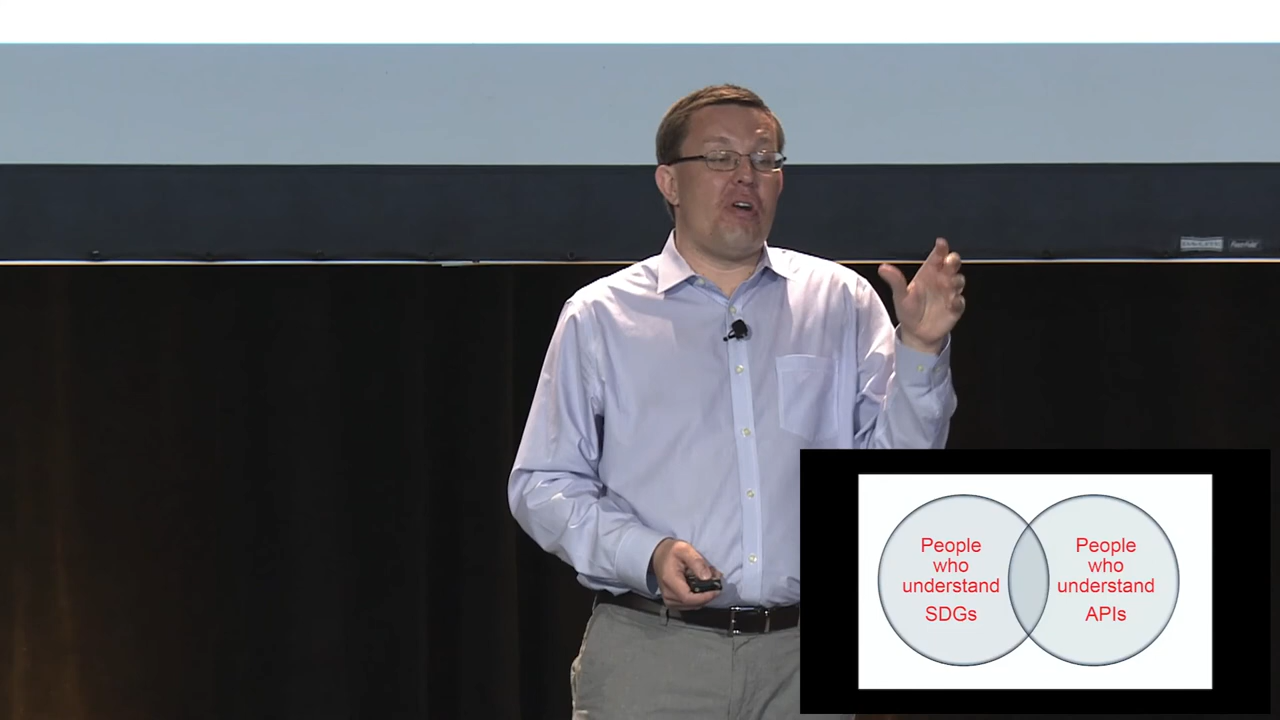 People
who
understand
SDGs
People
who
understand
APIs